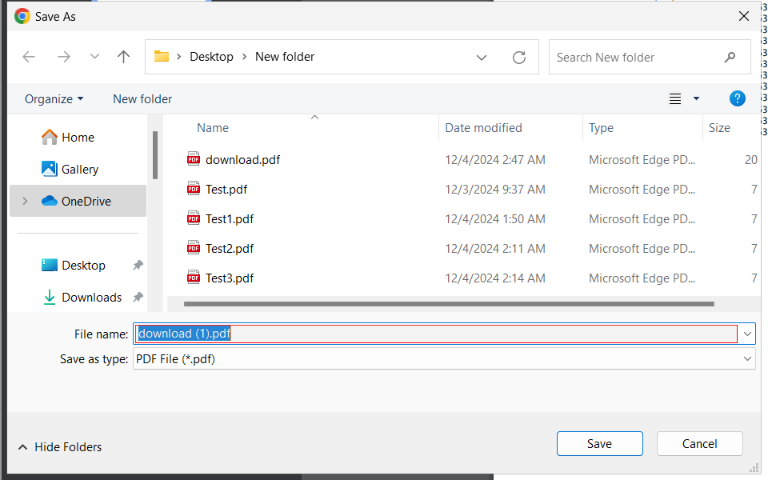 Save As
Desktop New folder
Search New folder
Organize New folder
Name Date modified Type Size
Home
Gallery
OneDrive
Desktop
Downloads
download.pdf 12/4/2024 2:47 AM Microsoft Edge PD... 20
Test.pdf 12/3/2024 9:37 AM Microsoft Edge PD... 7
Test1.pdf 12/4/2024 1:50 AM Microsoft Edge PD... 7
Test2.pdf 12/4/2024 2:11 AM Microsoft Edge PD... 7
Test3.pdf 12/4/2024 2:14 AM Microsoft Edge PD... 7
File name: download (1).pdf
Save as type: PDF File (*.pdf)
Hide Folders
Save Cancel